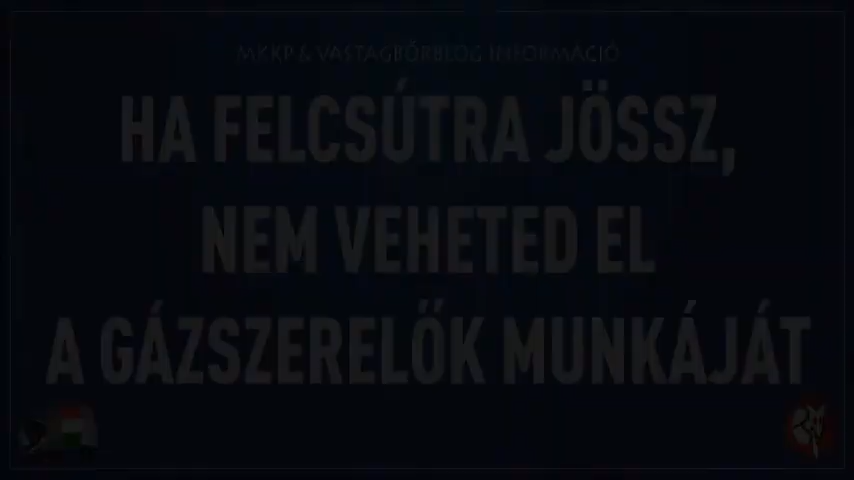 MKKP & VASTAGBŐRBLOG INFORMÁCIÓ
HA FELCSÚTRA JÖSSZ,
NEM VEHETED EL
A GÁZSZERELŐK MUNKÁJÁT